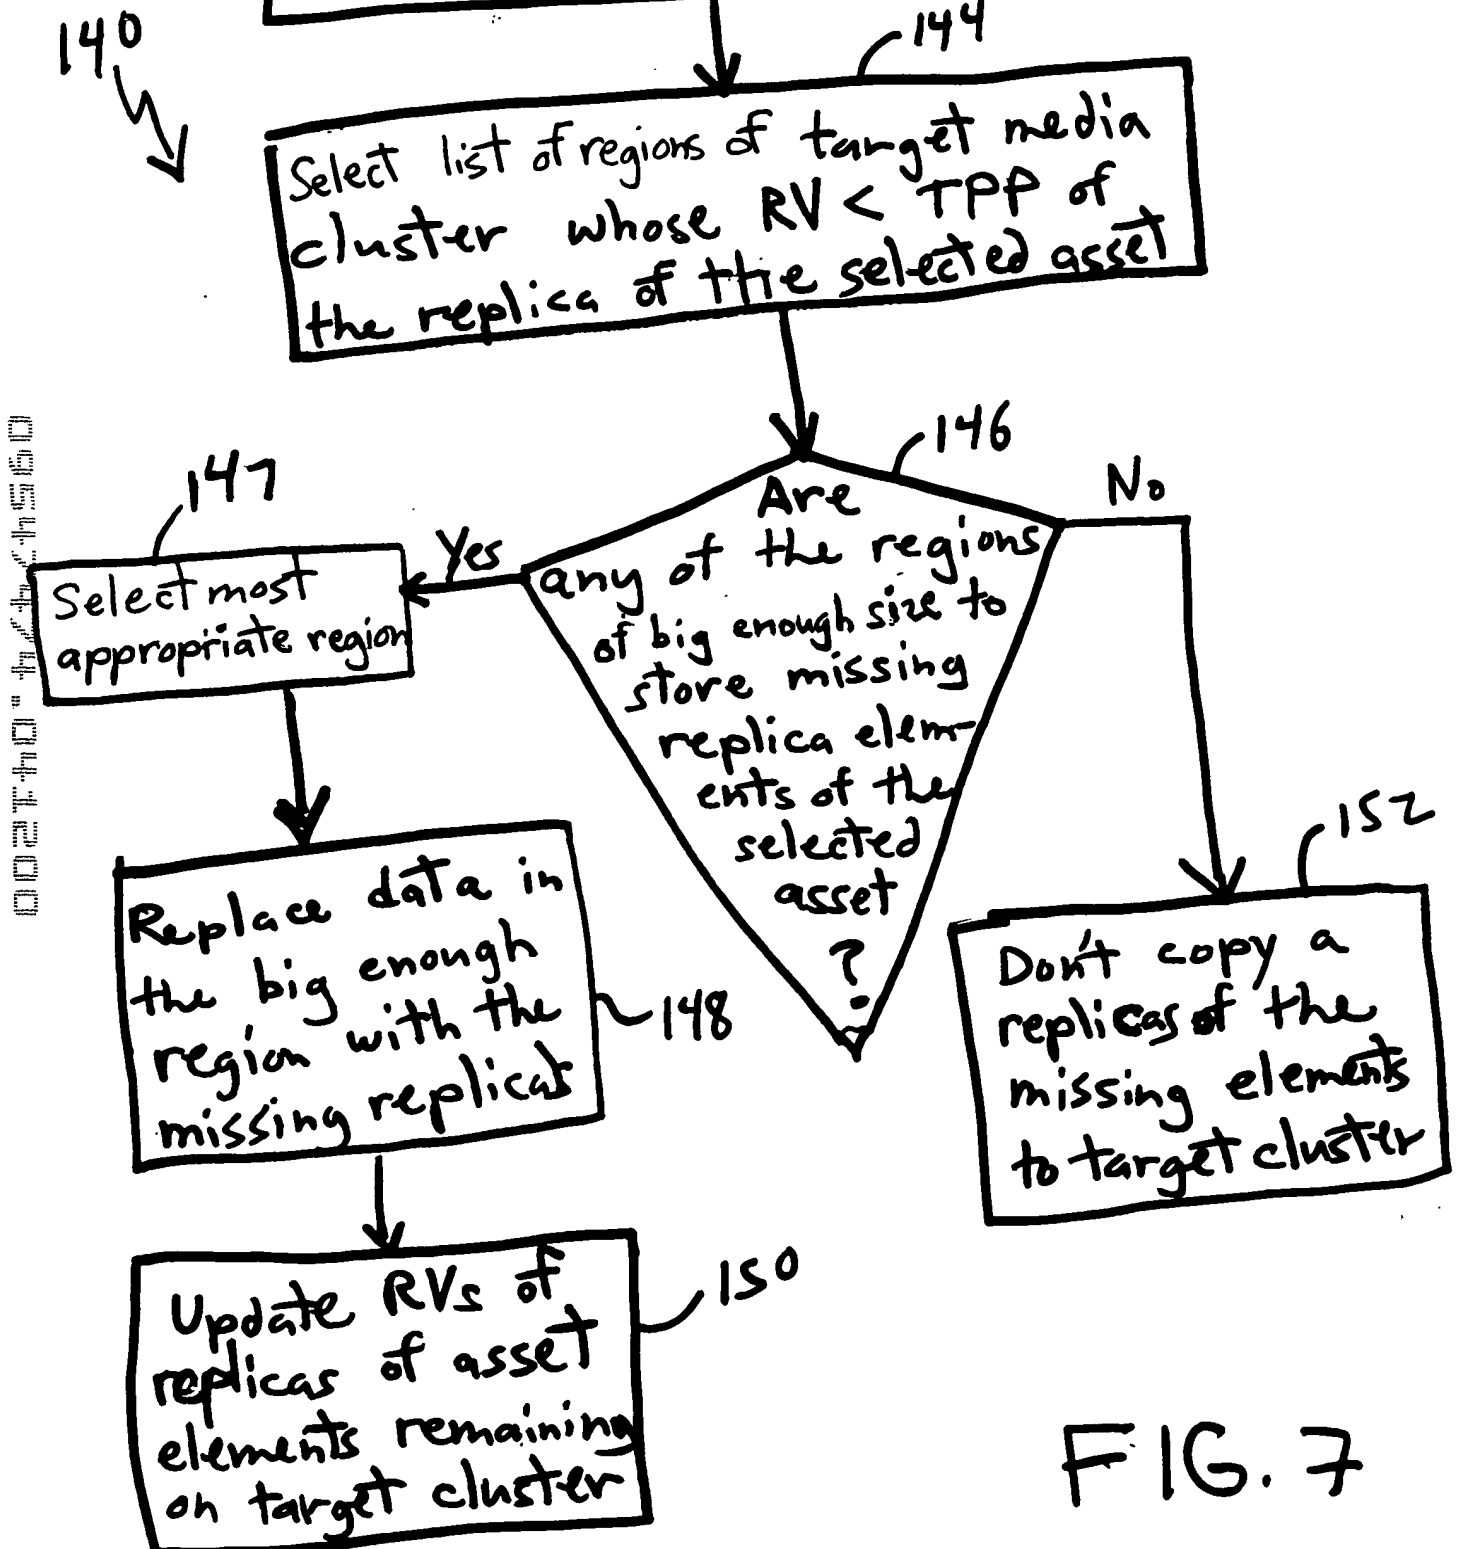 140
144
Select list of regions of target media
cluster whose RV < TPP of
the replica of the selected asset
146
Are
any of the regions
of big enough size to
store missing
replica elem-
ents of the
selected
asset
?
Yes
No
147
Select most
appropriate region
Replace data in
the big enough
region with the
missing replicas
148
Update RVs of
replicas of asset
elements remaining
on target cluster
150
152
Don't copy a
replicas of the
missing elements
to target cluster
FIG. 7